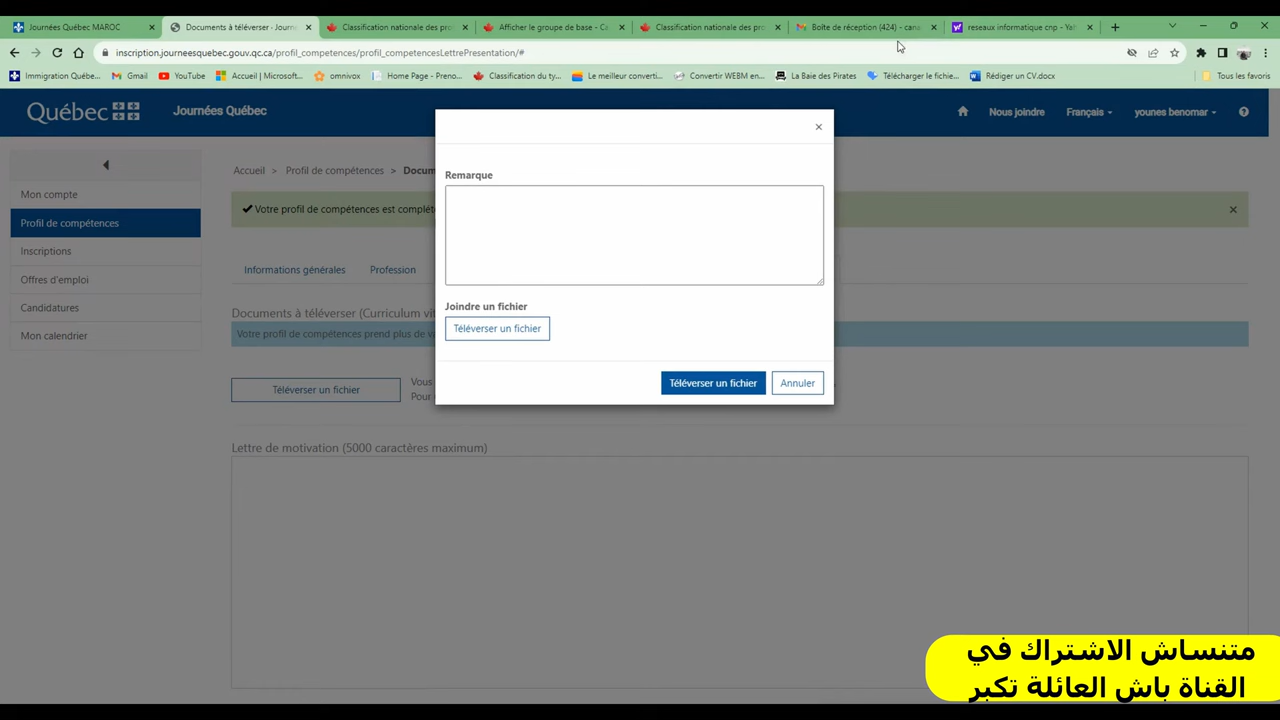 Journées Québec MAROC
Documents à téléverser - Journ
Classification nationale des pro
Afficher le groupe de base - Ca
Classification nationale des pro
Boîte de réception (424) - cana
reseaux informatique cnp - Yah
inscription.journeesquebec.gouv.qc.ca/profil_competences/profil_competencesLettrePresentation/#
Immigration Québe...
Gmail
YouTube
Accueil | Microsoft...
omnivox
Home Page - Preno...
Classification du ty...
Le meilleur converti...
Convertir WEBM en...
La Baie des Pirates
Télécharger le fichie...
Rédiger un CV.docx
Tous les favoris
Québec
Journées Québec
Nous joindre
Français
younes benomar
Mon compte
Profil de compétences
Inscriptions
Offres d'emploi
Candidatures
Mon calendrier
Accueil > Profil de compétences > Docum
Votre profil de compétences est complété
Informations générales
Profession
Documents à téléverser (Curriculum vit
Votre profil de compétences prend plus de v
Téléverser un fichier
Vous
Pour
Lettre de motivation (5000 caractères maximum)
Remarque
Joindre un fichier
Téléverser un fichier
Téléverser un fichier
Annuler
متنساش الاشتراك في
القناة باش العائلة تكبر